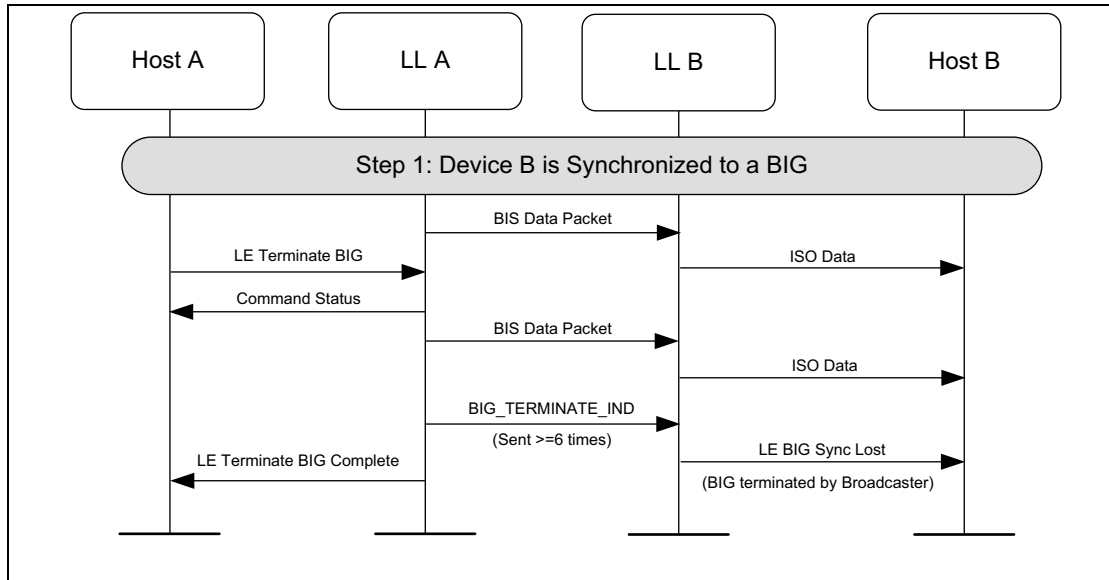 Host A
LL A
LL B
Host B
Step 1: Device B is Synchronized to a BIG
BIS Data Packet
LE Terminate BIG
ISO Data
Command Status
BIS Data Packet
ISO Data
BIG_TERMINATE_IND
(Sent >=6 times)
LE BIG Sync Lost
LE Terminate BIG Complete
(BIG terminated by Broadcaster)